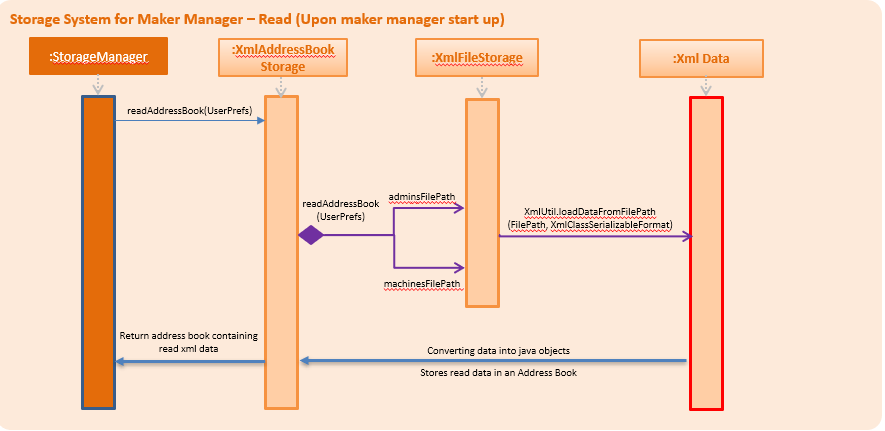 Storage System for Maker Manager – Read (Upon maker manager start up)
:StorageManager
:XmlAddressBook
Storage
:XmlFileStorage
:Xml Data
readAddressBook(UserPrefs)
readAddressBook
(UserPrefs)
adminsFilePath
machinesFilePath
XmlUtil.loadDataFromFilePath
(FilePath, XmlClassSerializableFormat)
Return address book containing
read xml data
Converting data into java objects
Stores read data in an Address Book